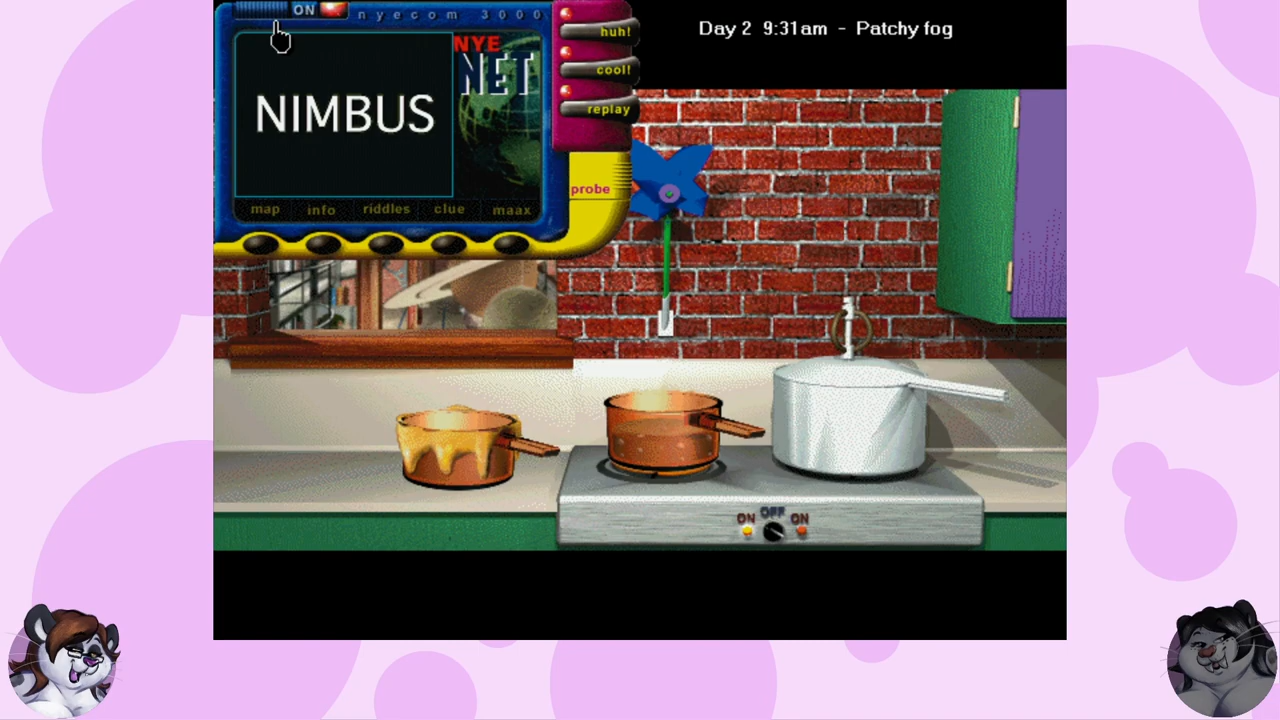 ON nyecom 3000
NYE
NET
NIMBUS
huh!
cool!
replay
probe
map info riddles clue maax
Day 2 9:31am - Patchy fog
ON OFF ON